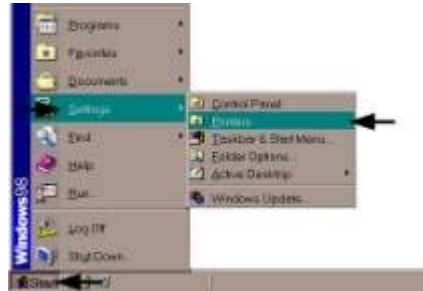 Programs
Favorites
Documents
Settings
Find
Help
Run...
Log Off
Shut Down...
Control Panel
Printers
Taskbar & Start Menu...
Folder Options...
Active Desktop
Windows Update...
Windows98
Start